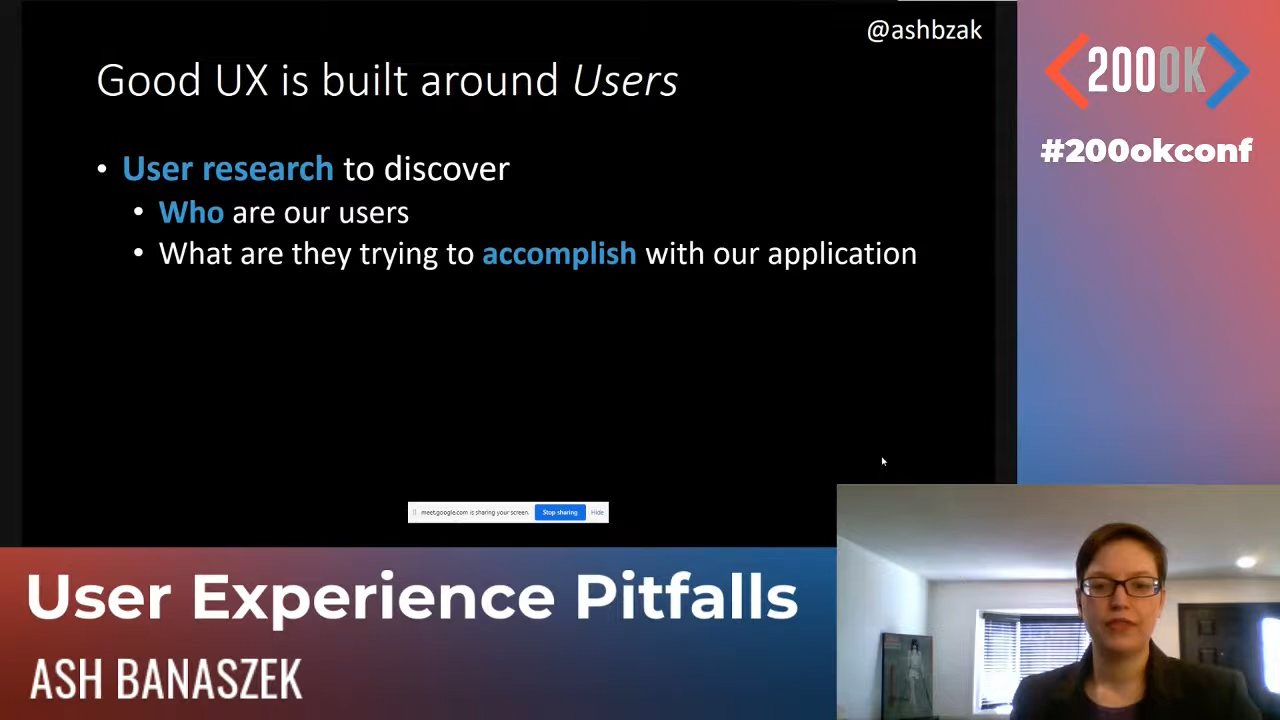 @ashbzak
Good UX is built around Users
• User research to discover
• Who are our users
• What are they trying to accomplish with our application
meet.google.com is sharing your screen. Stop sharing Hide
200OK
#200okconf
User Experience Pitfalls
ASH BANASZEK